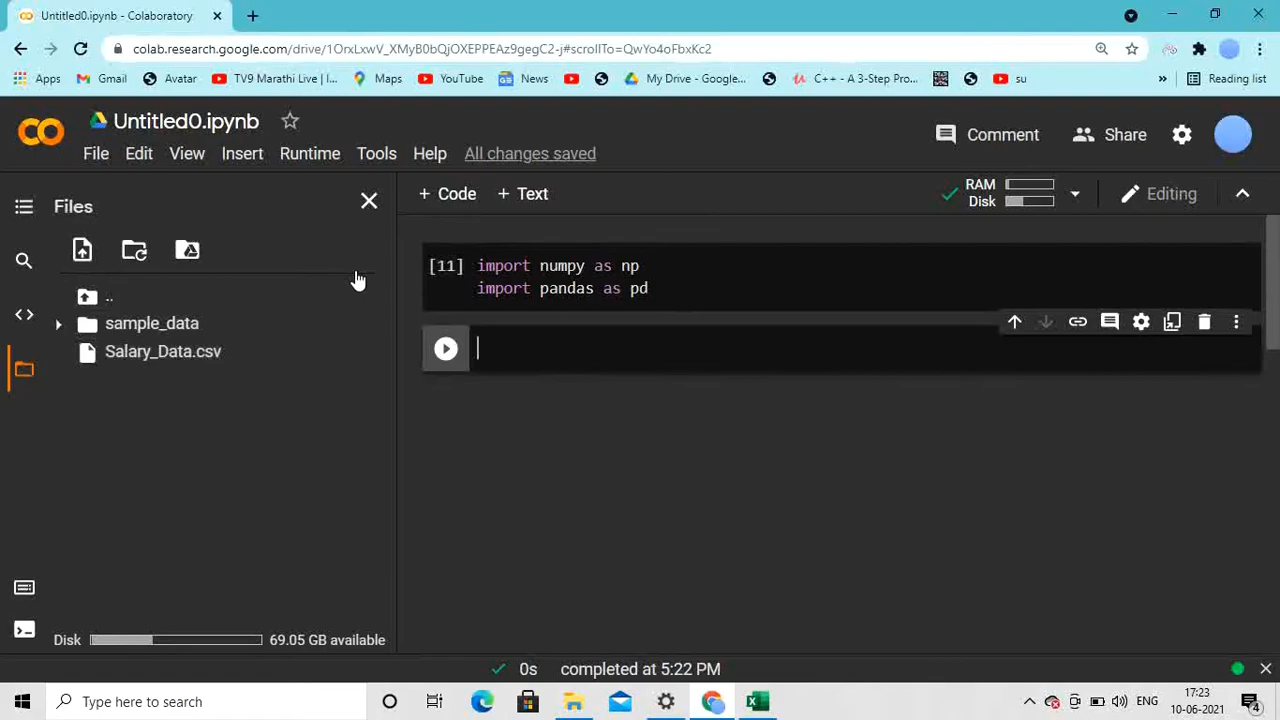 Untitled0.ipynb - Colaboratory
colab.research.google.com/drive/1OrxLxwV_XMyB0bQjOXEPPEAz9gegC2-j#scrollTo=QwYo4oFbxKc2
Apps Gmail Avatar TV9 Marathi Live | I... Maps YouTube News My Drive - Google... C++ - A 3-Step Pro... su » Reading list
Untitled0.ipynb
Comment Share
File Edit View Insert Runtime Tools Help All changes saved
Files
+ Code + Text
RAM
Disk
Editing
..
sample_data
Salary_Data.csv
[11] import numpy as np
import pandas as pd
Disk 69.05 GB available
0s completed at 5:22 PM
Type here to search
ENG
17:23
10-06-2021
4